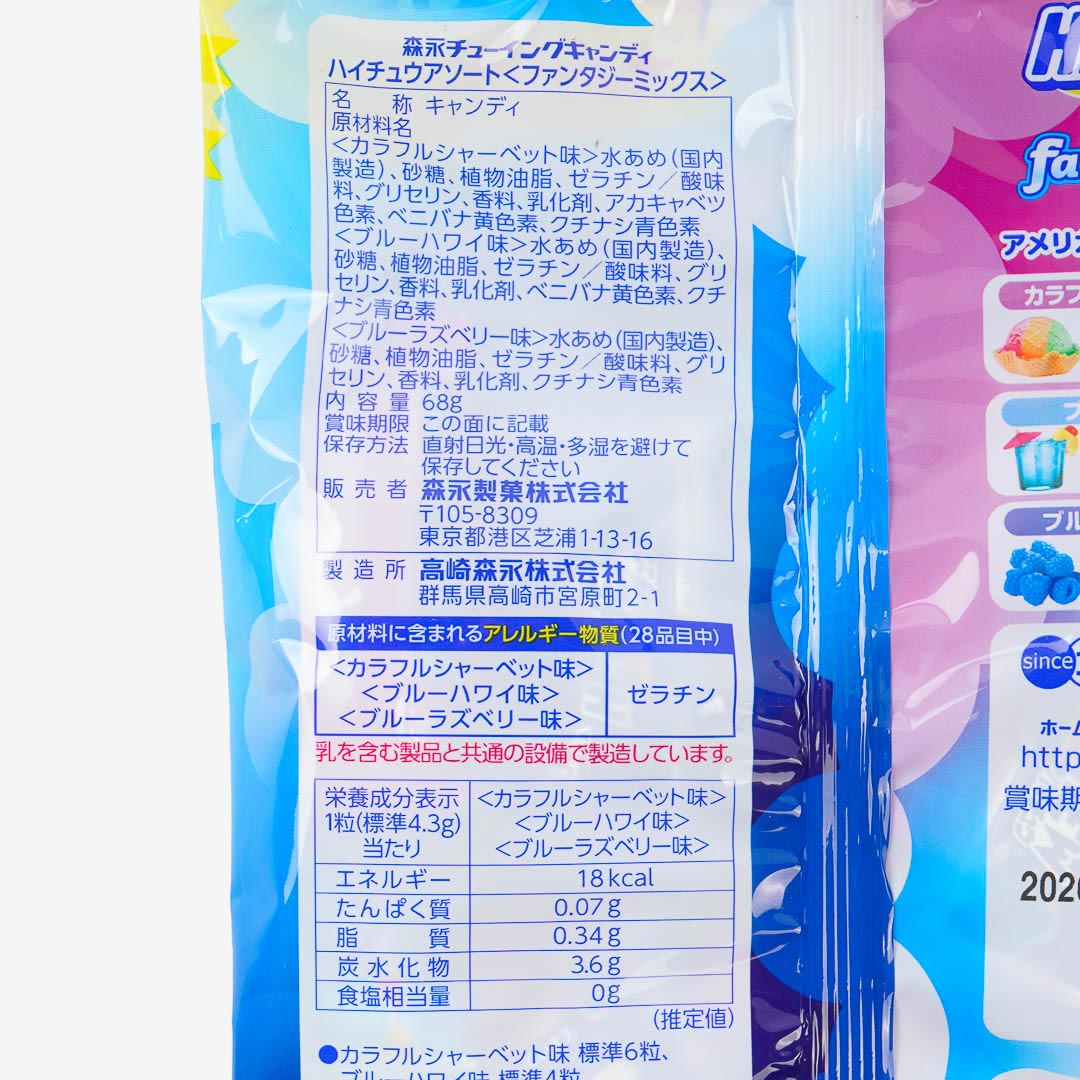 森永チューイングキャンディ
ハイチュウアソート<ファンタジーミックス>
名 称 キャンディ
原材料名
<カラフルシャーベット味>水あめ(国内
製造)、砂糖、植物油脂、ゼラチン/酸味
料、グリセリン、香料、乳化剤、アカキャベツ
色素、ベニバナ黄色素、クチナシ青色素
<ブルーハワイ味>水あめ(国内製造)、
砂糖、植物油脂、ゼラチン/酸味料、グリ
セリン、香料、乳化剤、ベニバナ黄色素、クチ
ナシ青色素
<ブルーラズベリー味>水あめ(国内製造)、
砂糖、植物油脂、ゼラチン/酸味料、グリ
セリン、香料、乳化剤、クチナシ青色素
内容量 68g
賞味期限 この面に記載
保存方法 直射日光・高温・多湿を避けて
保存してください
販売者 森永製菓株式会社
〒105-8309
東京都港区芝浦1-13-16
製造所 高崎森永株式会社
群馬県高崎市宮原町2-1
原材料に含まれるアレルギー物質(28品目中)
<カラフルシャーベット味>
<ブルーハワイ味>
<ブルーラズベリー味>
ゼラチン
乳を含む製品と共通の設備で製造しています。
栄養成分表示
1粒(標準4.3g)
当たり
<カラフルシャーベット味>
<ブルーハワイ味>
<ブルーラズベリー味>
エネルギー 18kcal
たんぱく質 0.07g
脂質 0.34g
炭水化物 3.6g
食塩相当量 0g
(推定値)
●カラフルシャーベット味 標準6粒、
ブルーハワイ味 標準4粒
H
fa
アメリカ
カラフ
ブ
ブル
since
ホーム
http
賞味期
2026